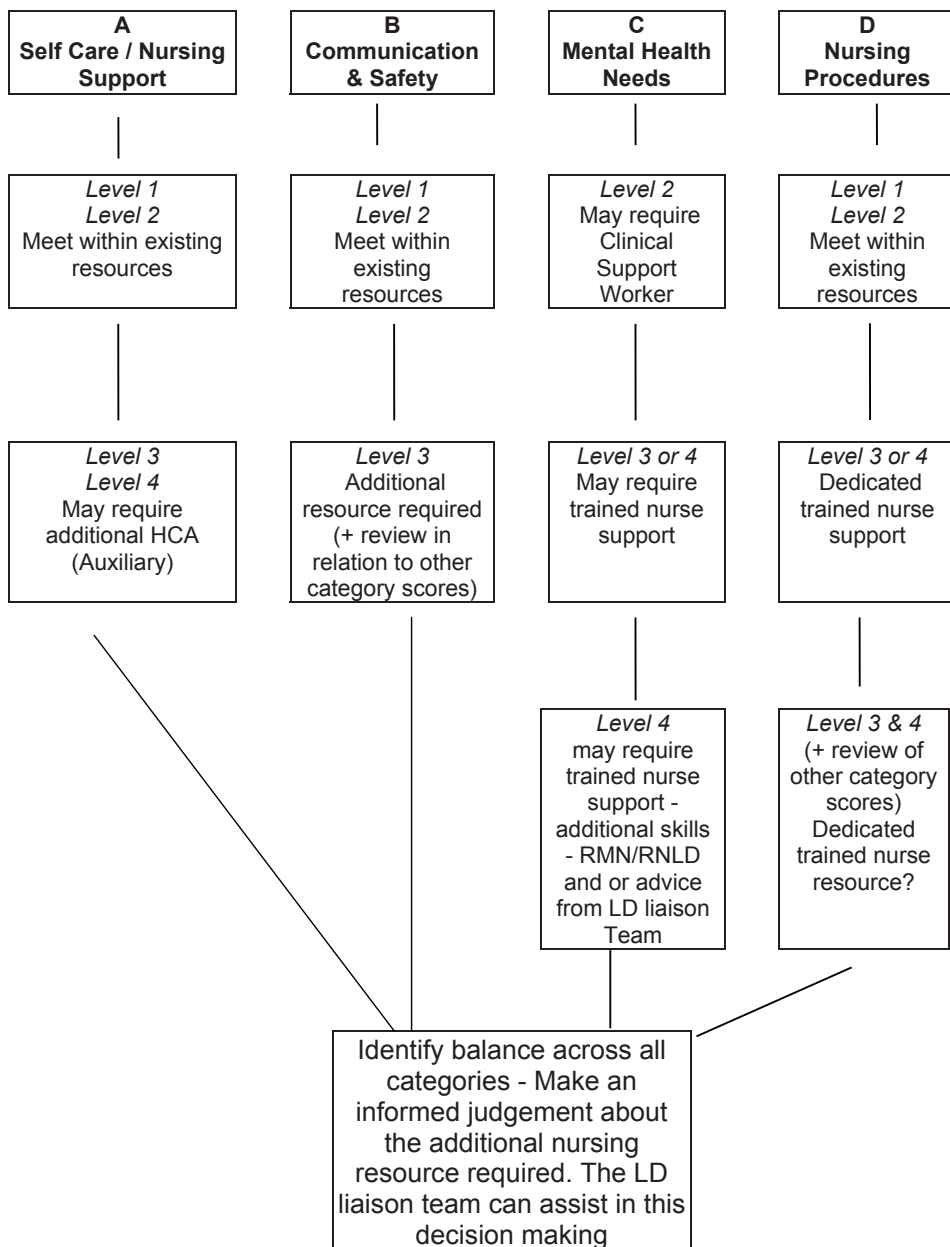 A
Self Care / Nursing
Support
B
Communication
& Safety
C
Mental Health
Needs
D
Nursing
Procedures
Level 1
Level 2
Meet within existing
resources
Level 1
Level 2
Meet within
existing
resources
Level 2
May require
Clinical
Support
Worker
Level 1
Level 2
Meet within
existing
resources
Level 3
Level 4
May require
additional HCA
(Auxiliary)
Level 3
Additional
resource required
(+ review in
relation to other
category scores)
Level 3 or 4
May require
trained nurse
support
Level 3 or 4
Dedicated
trained nurse
support
Level 4
may require
trained nurse
support -
additional skills
- RMN/RNLD
and or advice
from LD liaison
Team
Level 3 & 4
(+ review of
other category
scores)
Dedicated
trained nurse
resource?
Identify balance across all
categories - Make an
informed judgement about
the additional nursing
resource required. The LD
liaison team can assist in this
decision making